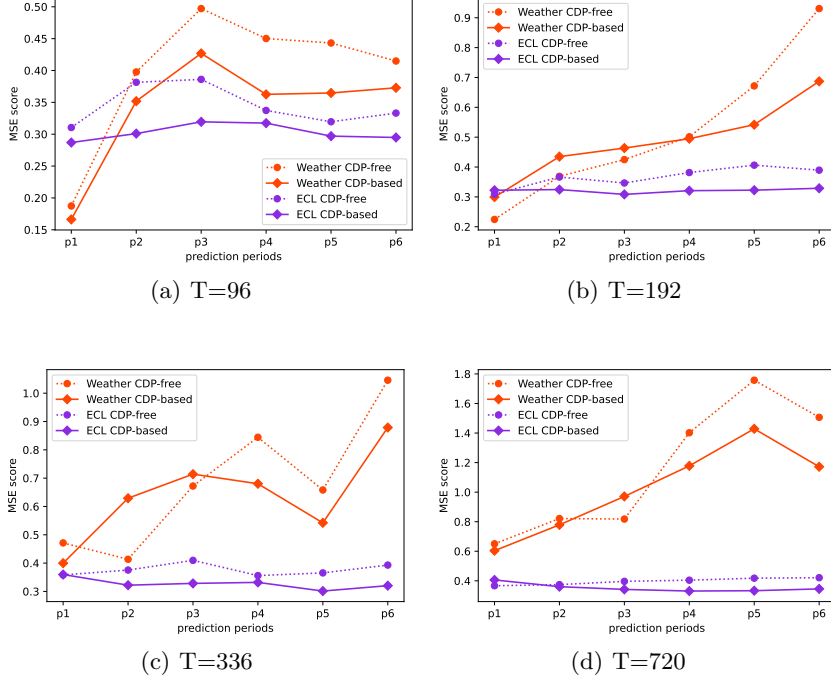 0.50
0.45
0.40
0.35
0.30
0.25
0.20
0.15
MSE score
p1 p2 p3 p4 p5 p6
prediction periods
Weather CDP-free
Weather CDP-based
ECL CDP-free
ECL CDP-based
(a) T=96
0.9
0.8
0.7
0.6
0.5
0.4
0.3
0.2
MSE score
p1 p2 p3 p4 p5 p6
prediction periods
Weather CDP-free
Weather CDP-based
ECL CDP-free
ECL CDP-based
(b) T=192
1.0
0.9
0.8
0.7
0.6
0.5
0.4
0.3
MSE score
p1 p2 p3 p4 p5 p6
prediction periods
Weather CDP-free
Weather CDP-based
ECL CDP-free
ECL CDP-based
(c) T=336
1.8
1.6
1.4
1.2
1.0
0.8
0.6
0.4
MSE score
p1 p2 p3 p4 p5 p6
prediction periods
Weather CDP-free
Weather CDP-based
ECL CDP-free
ECL CDP-based
(d) T=720